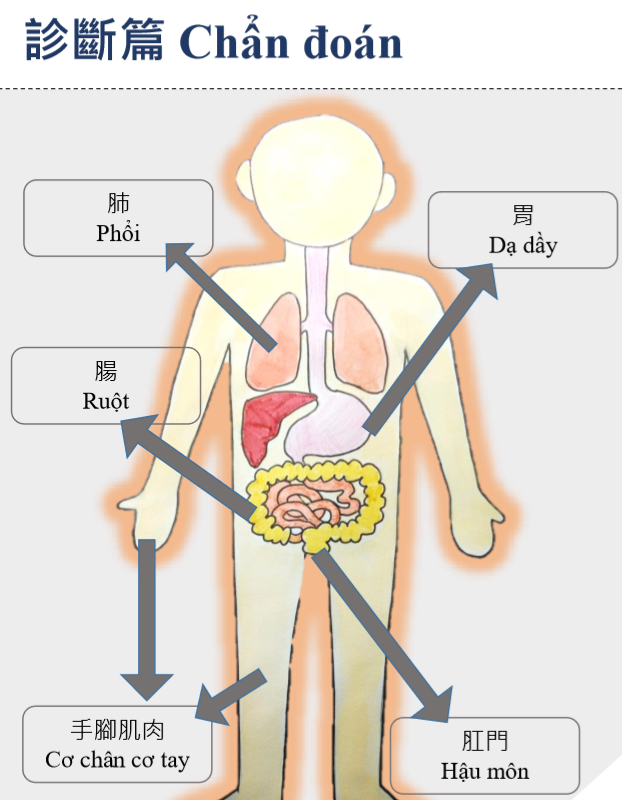 診斷篇 Chẩn đoán
肺
Phổi
胃
Dạ dầy
腸
Ruột
手腳肌肉
Cơ chân cơ tay
肛門
Hậu môn